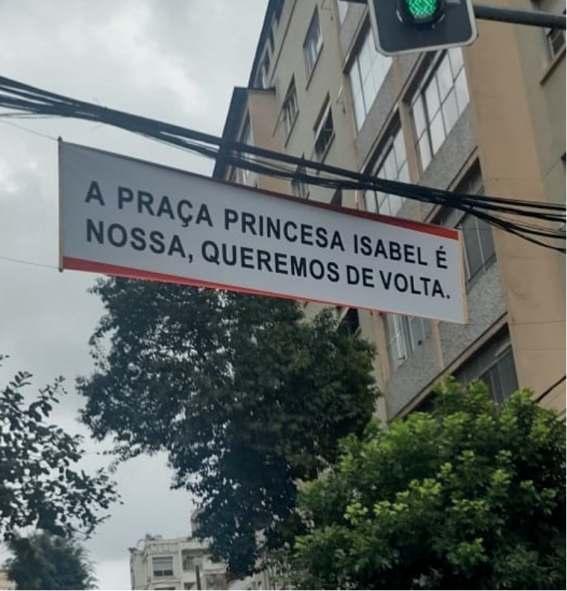 A PRAÇA PRINCESA ISABEL É
NOSSA, QUEREMOS DE VOLTA.